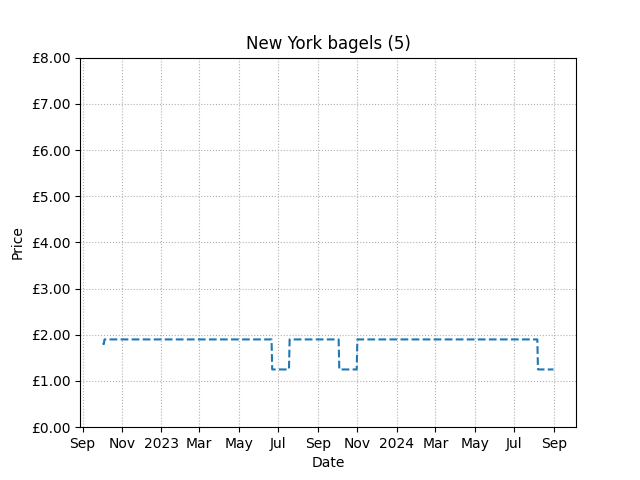 New York bagels (5)
£8.00
£7.00
£6.00
£5.00
£4.00
£3.00
£2.00
£1.00
£0.00
Price
Sep Nov 2023 Mar May Jul Sep Nov 2024 Mar May Jul Sep
Date